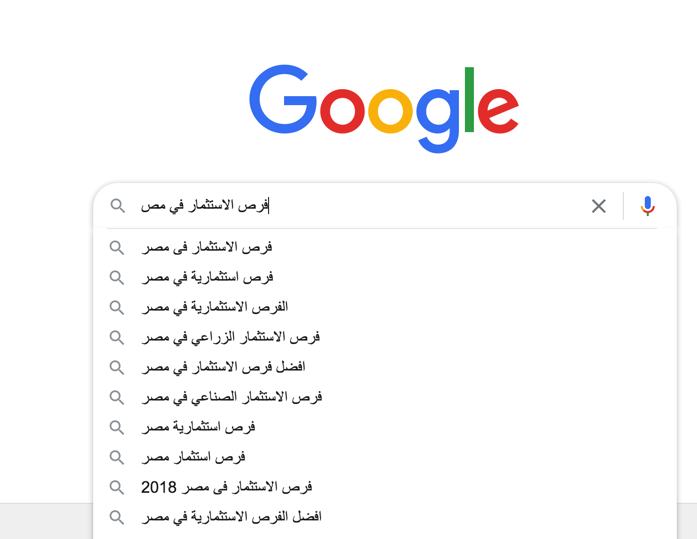 Google
فرص الاستثمار في مص
فرص الاستثمار فى مصر
فرص استثمارية في مصر
الفرص الاستثمارية في مصر
فرص الاستثمار الزراعي في مصر
افضل فرص الاستثمار في مصر
فرص الاستثمار الصناعي في مصر
فرص استثمارية مصر
فرص استثمار مصر
فرص الاستثمار فى مصر 2018
افضل الفرص الاستثمارية في مصر